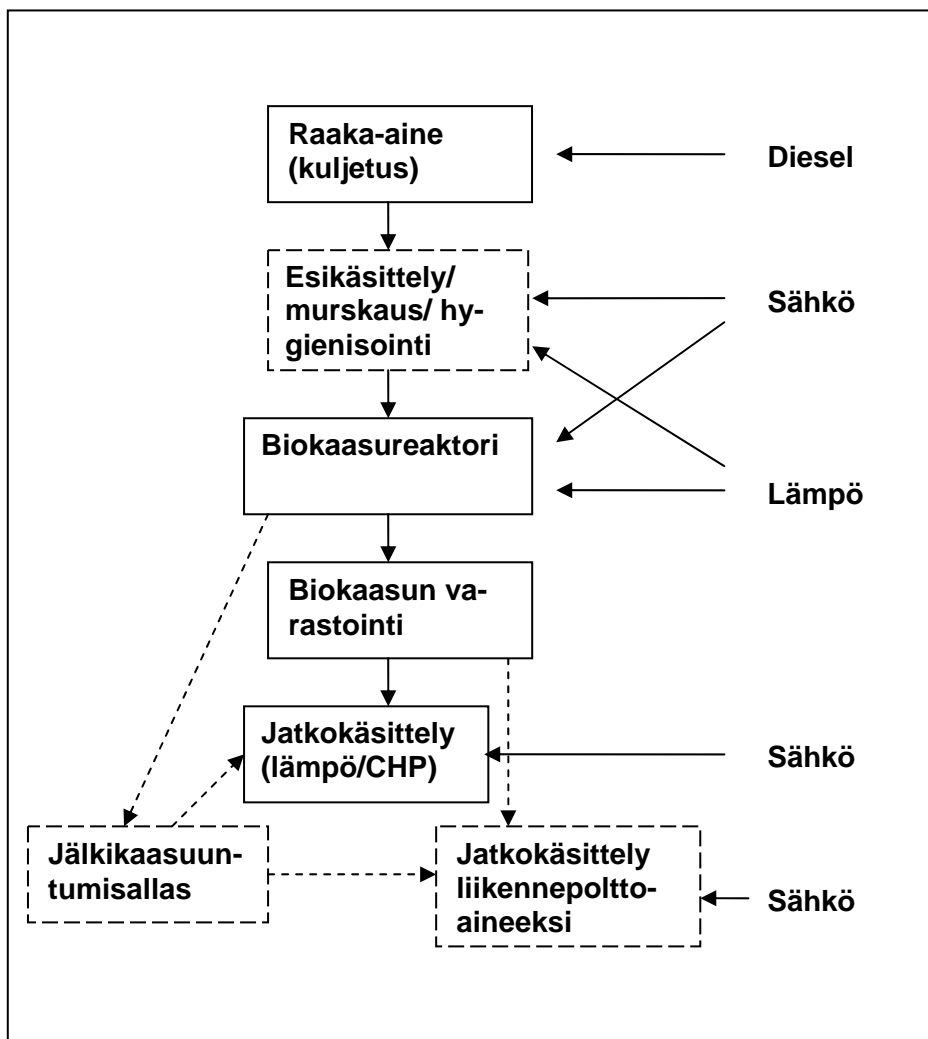 Raaka-aine
(kuljetus)
Diesel
Esikäsittely/
murskaus/ hy-
gienisointi
Sähkö
Biokaasureaktori
Lämpö
Biokaasun va-
rastointi
Jatkokäsittely
(lämpö/CHP)
Sähkö
Jälkikaasuun-
tumisallas
Jatkokäsittely
liikennepoltto-
aineeksi
Sähkö